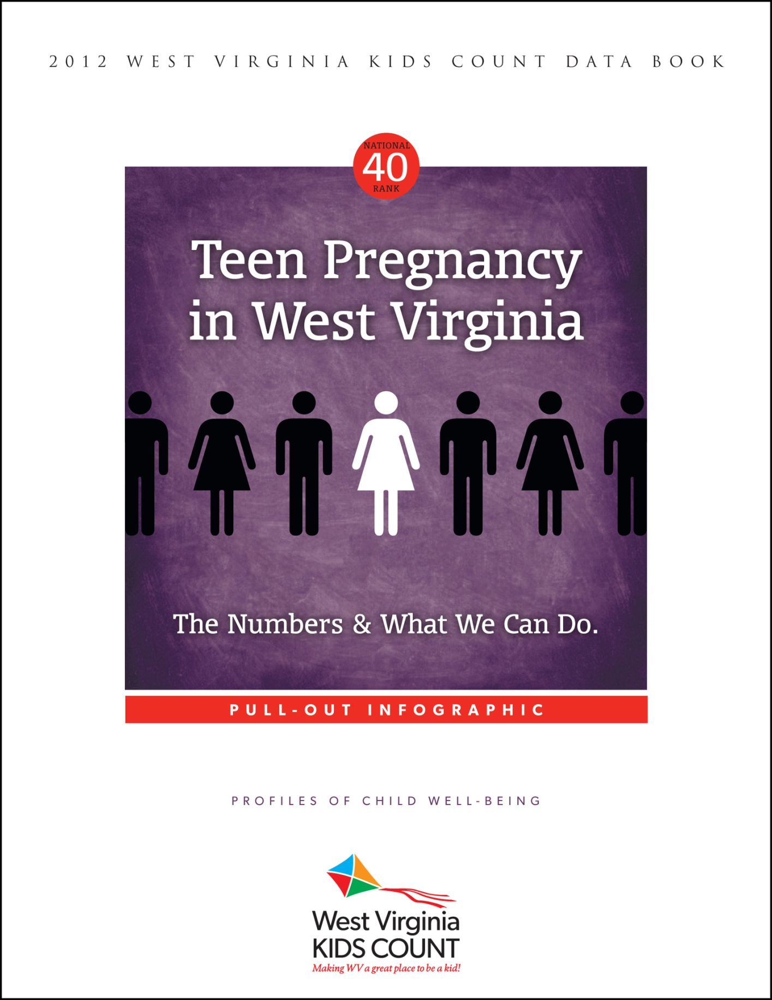 2012 WEST VIRGINIA KIDS COUNT DATA BOOK
NATIONAL
40
RANK
Teen Pregnancy
in West Virginia
The Numbers & What We Can Do.
PULL-OUT INFOGRAPHIC
PROFILES OF CHILD WELL-BEING
West Virginia
KIDS COUNT
Making WV a great place to be a kid!